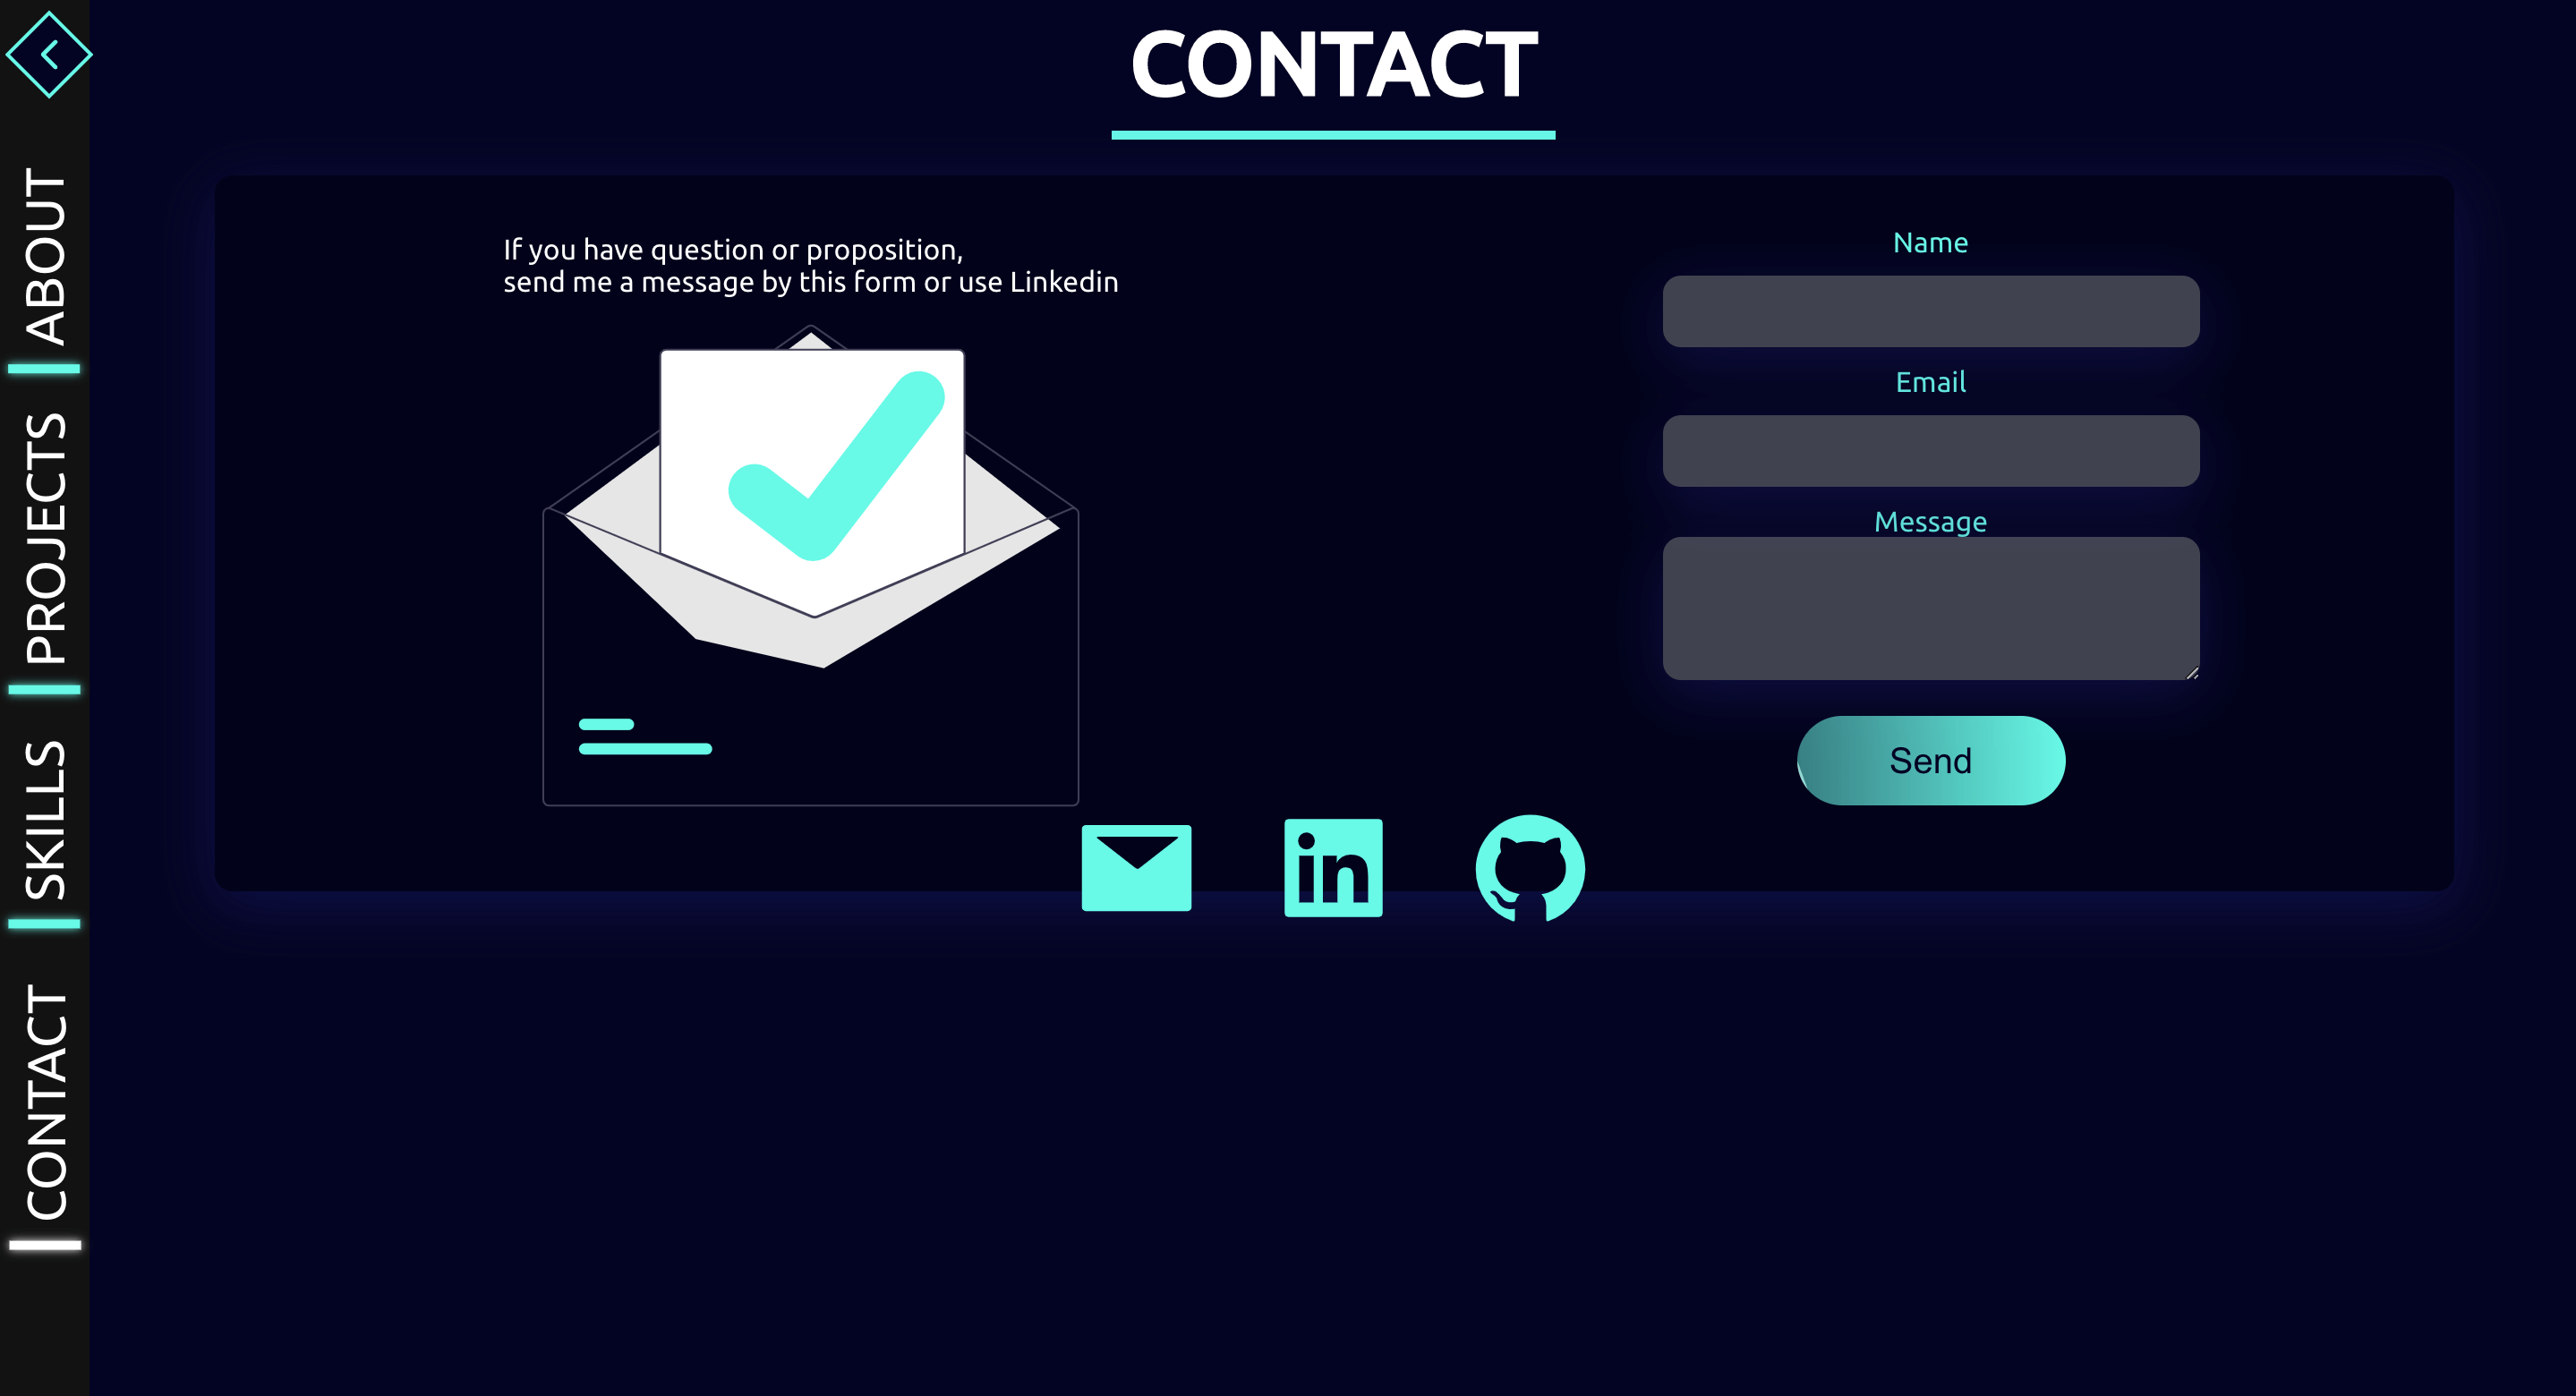 CONTACT
ABOUT
PROJECTS
SKILLS
CONTACT
If you have question or proposition,
send me a message by this form or use Linkedin
Name
Email
Message
Send
in